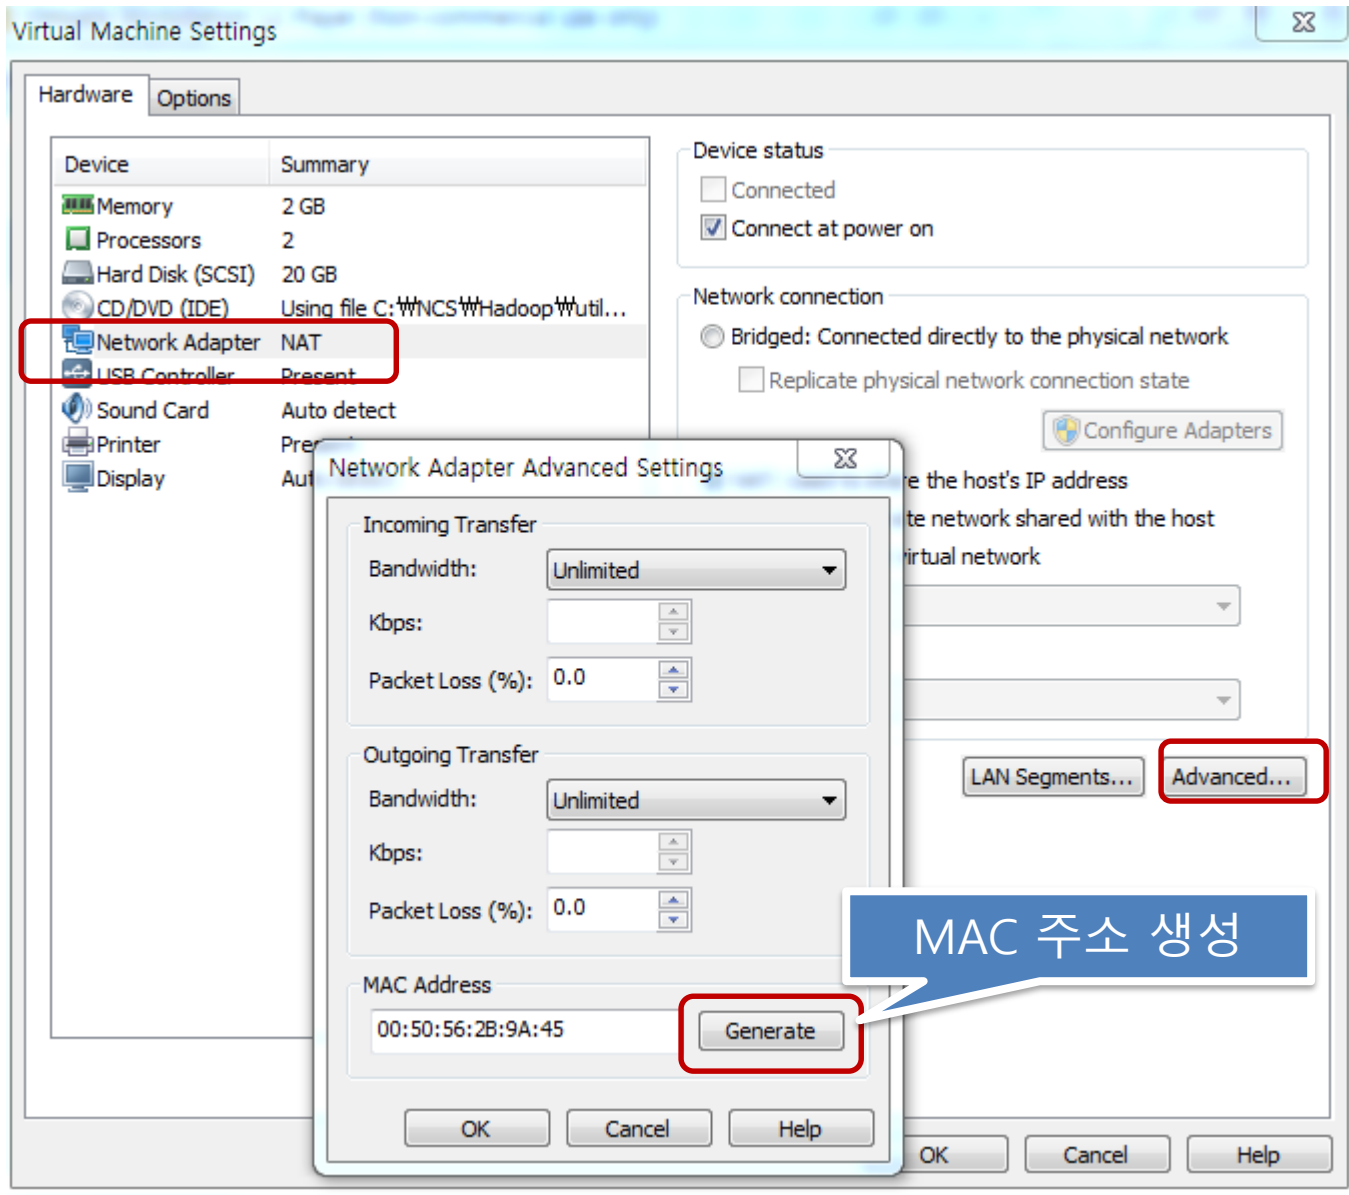 Virtual Machine Settings
Hardware
Options
Device Summary
Memory 2 GB
Processors 2
Hard Disk (SCSI) 20 GB
CD/DVD (IDE) Using file C:₩NCS₩Hadoop₩util...
Network Adapter NAT
USB Controller Present
Sound Card Auto detect
Printer
Display
Device status
Connected
Connect at power on
Network connection
Bridged: Connected directly to the physical network
Replicate physical network connection state
Configure Adapters
the host's IP address
network shared with the host
virtual network
LAN Segments...
Advanced...
Network Adapter Advanced Settings
Incoming Transfer
Bandwidth: Unlimited
Kbps:
Packet Loss (%): 0.0
Outgoing Transfer
Bandwidth: Unlimited
Kbps:
Packet Loss (%): 0.0
MAC Address
00:50:56:2B:9A:45
Generate
MAC 주소 생성
OK Cancel Help
OK Cancel Help